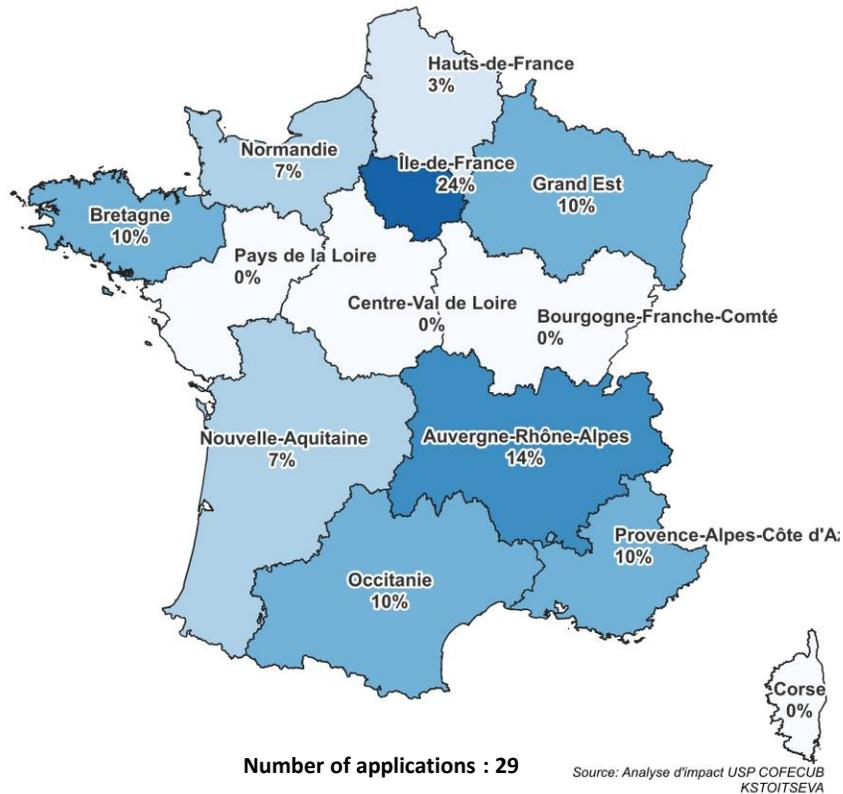 Hauts-de-France
3%
Normandie
7%
Île-de-France
24%
Grand Est
10%
Bretagne
10%
Pays de la Loire
0%
Centre-Val de Loire
0%
Bourgogne-Franche-Comté
0%
Nouvelle-Aquitaine
7%
Auvergne-Rhône-Alpes
14%
Provence-Alpes-Côte d'A
10%
Occitanie
10%
Corse
0%
Number of applications : 29
Source: Analyse d'impact USP COFECUB
KSTOITSEVA